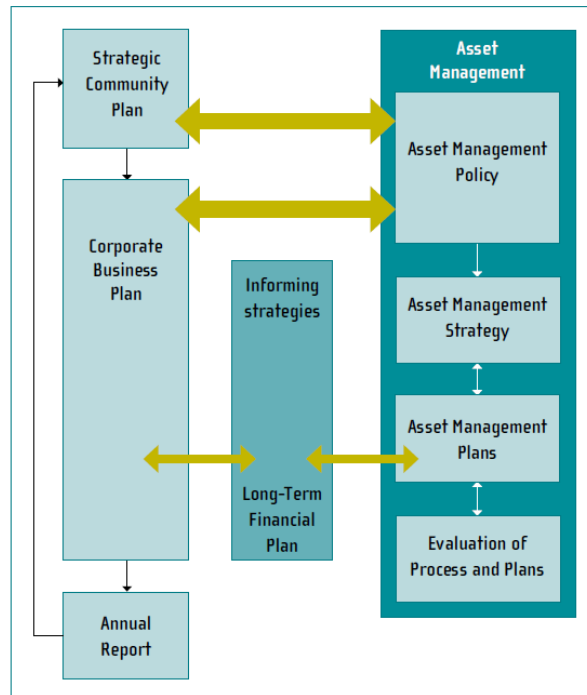 Strategic
Community
Plan
Corporate
Business
Plan
Annual
Report
Informing
strategies
Long-Term
Financial
Plan
Asset
Management
Asset Management
Policy
Asset Management
Strategy
Asset Management
Plans
Evaluation of
Process and Plans